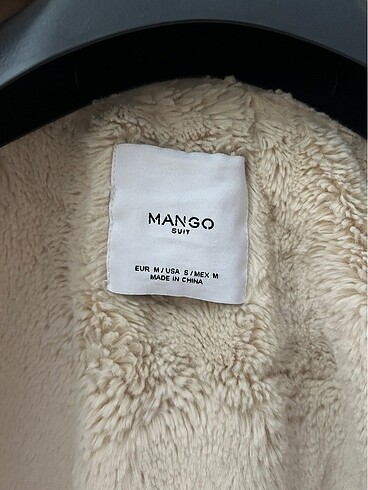 MANGO
SUIT
EUR M / USA S / MEX M
MADE IN CHINA